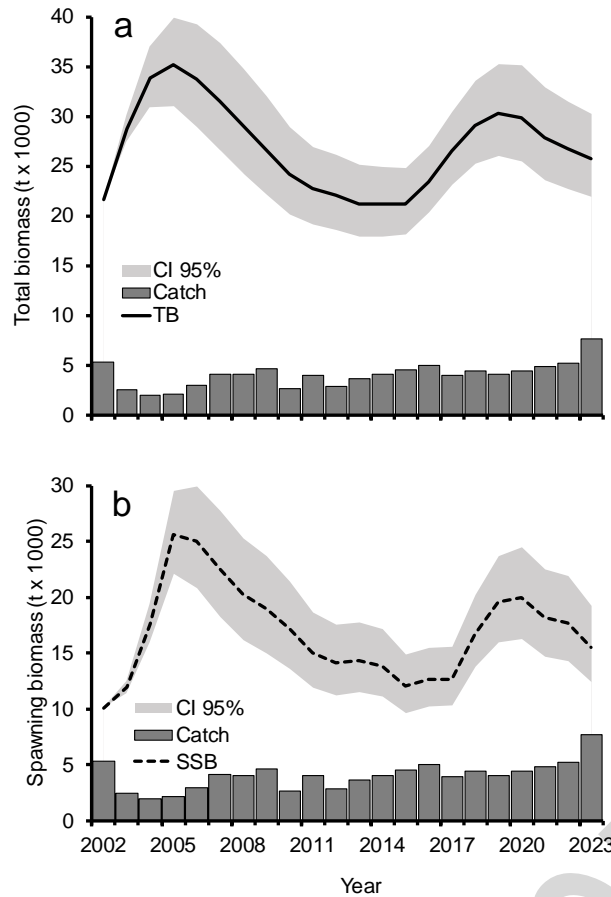 a
40
35
30
25
20
15
10
5
0
Total biomass (t x 1000)
CI 95%
Catch
TB
b
30
25
20
15
10
5
0
Spawning biomass (t x 1000)
CI 95%
Catch
SSB
2002 2005 2008 2011 2014 2017 2020 2023
Year